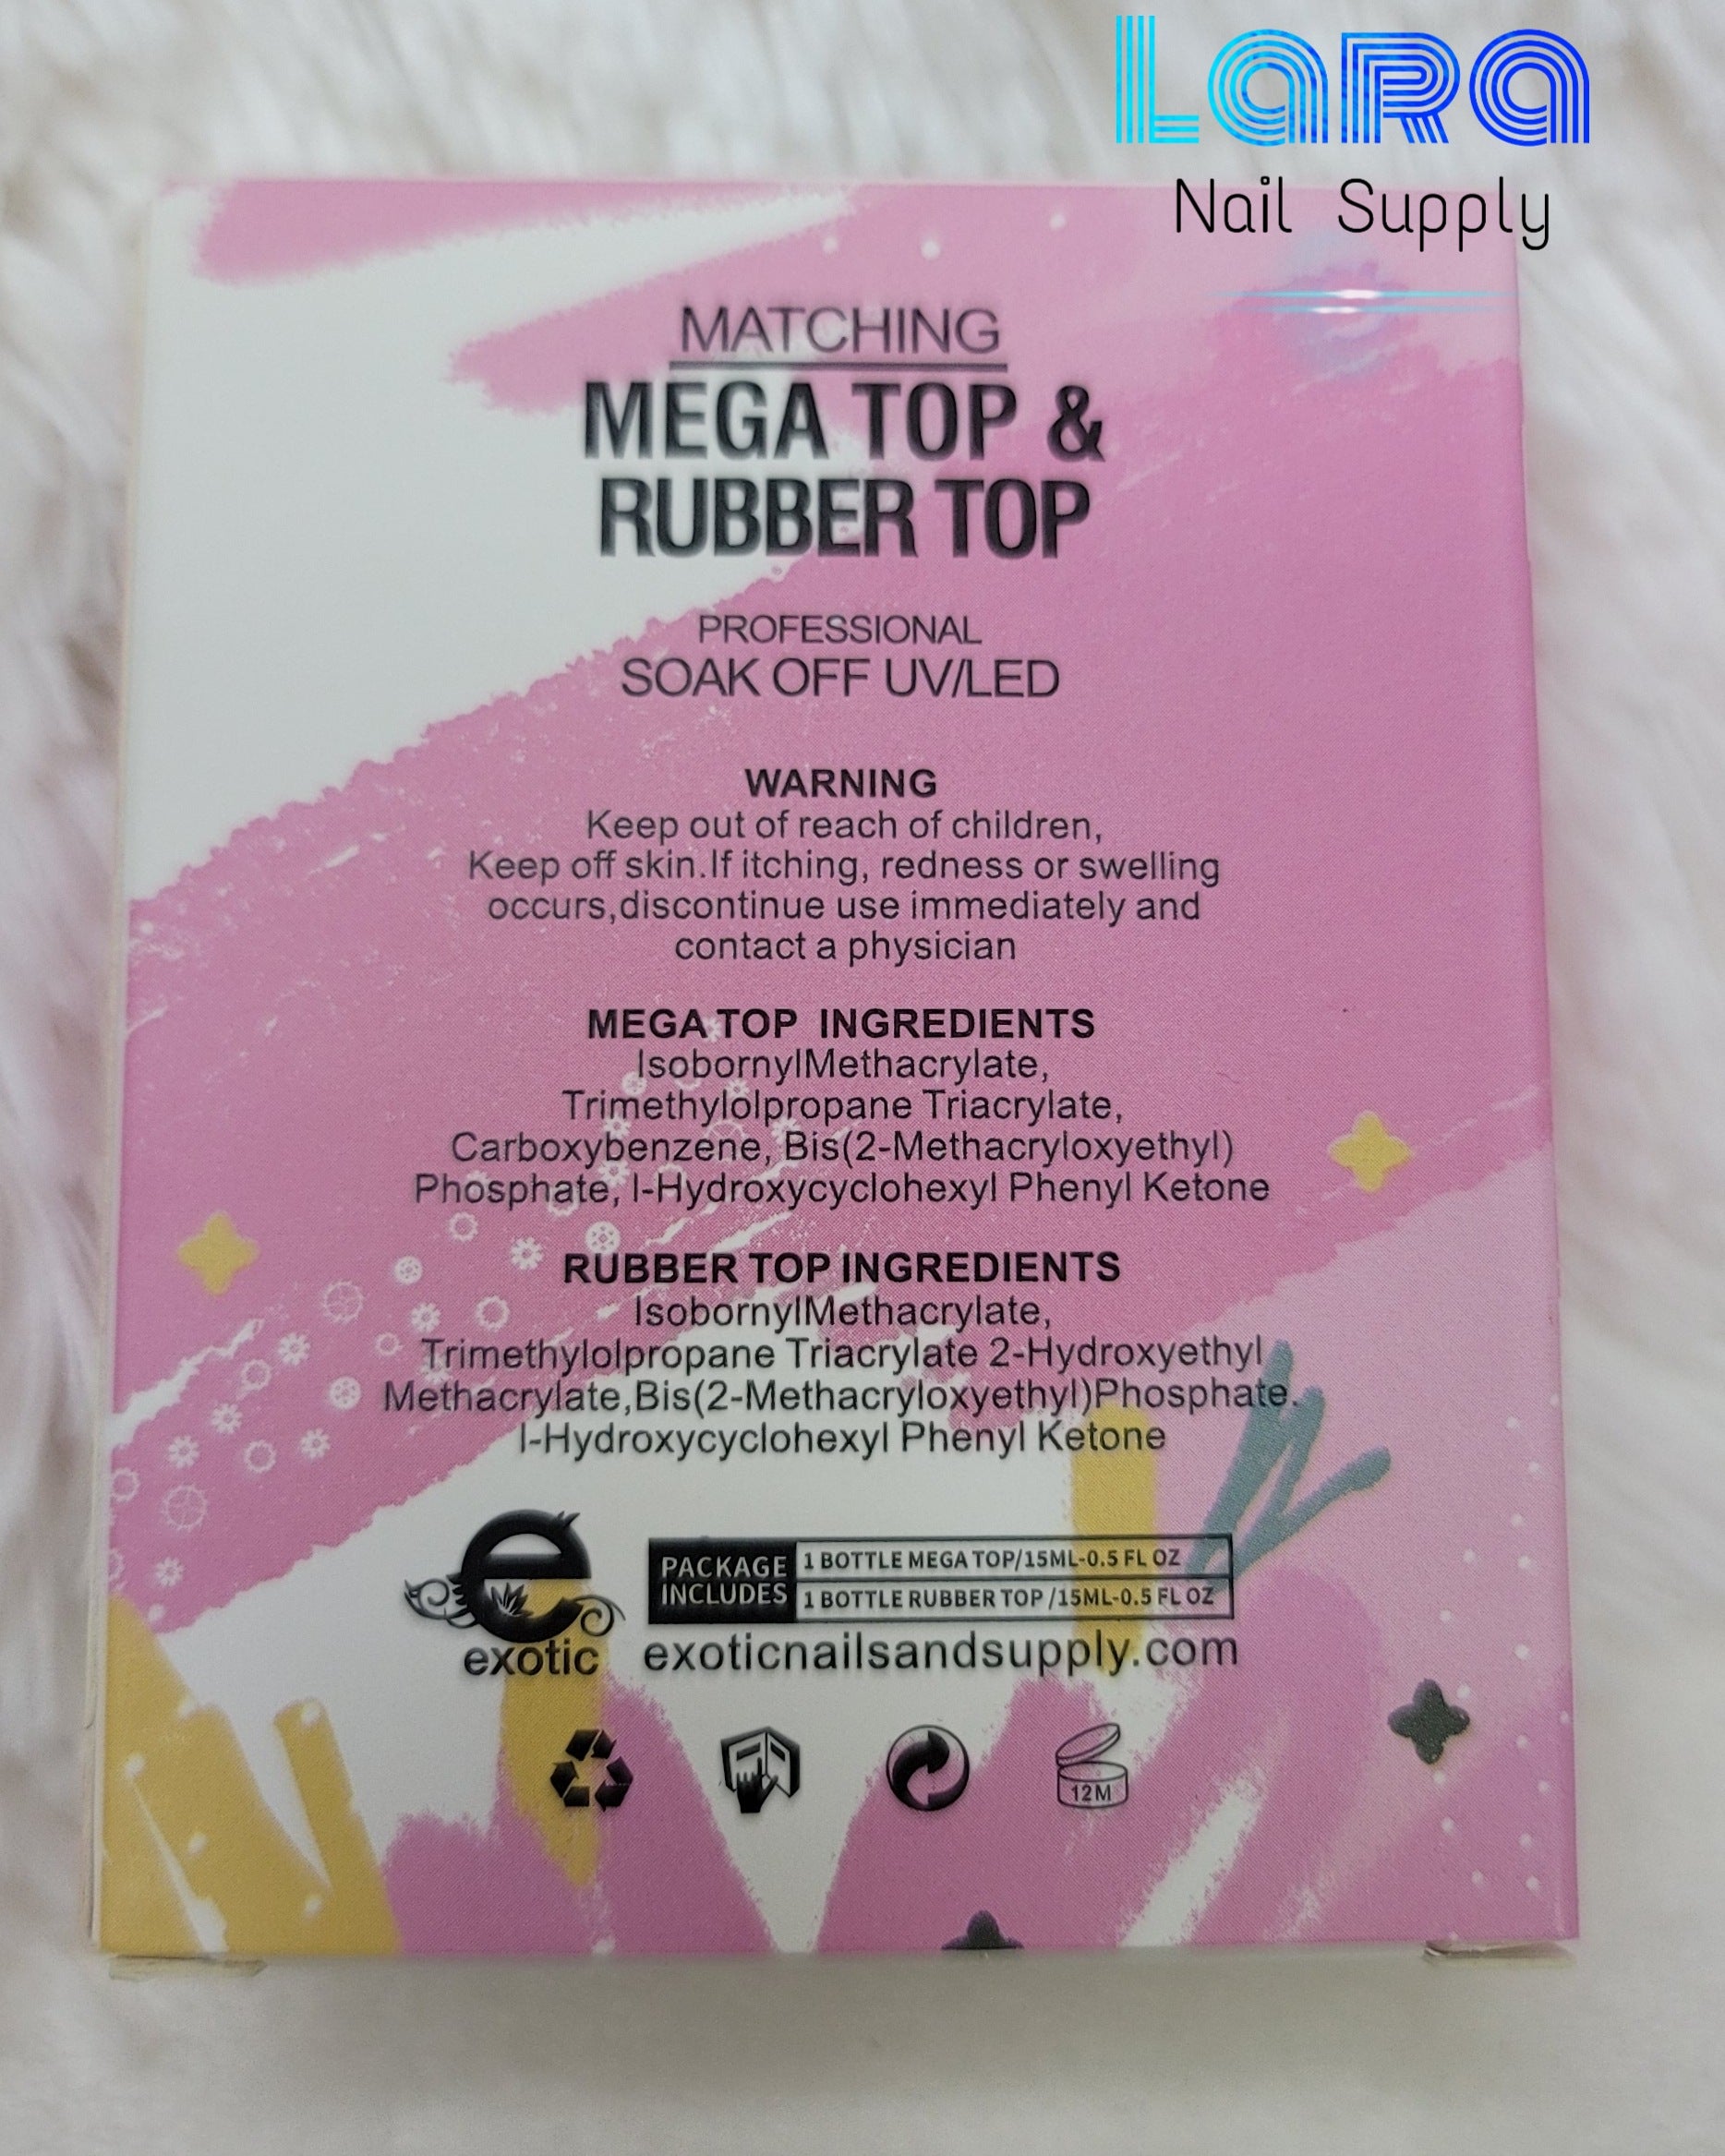 LaRa
Nail Supply
MATCHING
MEGA TOP &
RUBBER TOP
PROFESSIONAL
SOAK OFF UV/LED
WARNING
Keep out of reach of children,
Keep off skin.If itching, redness or swelling
occurs,discontinue use immediately and
contact a physician
MEGA TOP INGREDIENTS
IsobornylMethacrylate,
Trimethylolpropane Triacrylate,
Carboxybenzene, Bis(2-Methacryloxyethyl)
Phosphate, l-Hydroxycyclohexyl Phenyl Ketone
RUBBER TOP INGREDIENTS
IsobornylMethacrylate,
Trimethylolpropane Triacrylate 2-Hydroxyethyl
Methacrylate,Bis(2-Methacryloxyethyl)Phosphate.
l-Hydroxycyclohexyl Phenyl Ketone
e
exotic
PACKAGE INCLUDES
1 BOTTLE MEGA TOP/15ML-0.5 FL OZ
1 BOTTLE RUBBER TOP /15ML-0.5 FL OZ
exoticnailsandsupply.com
12M